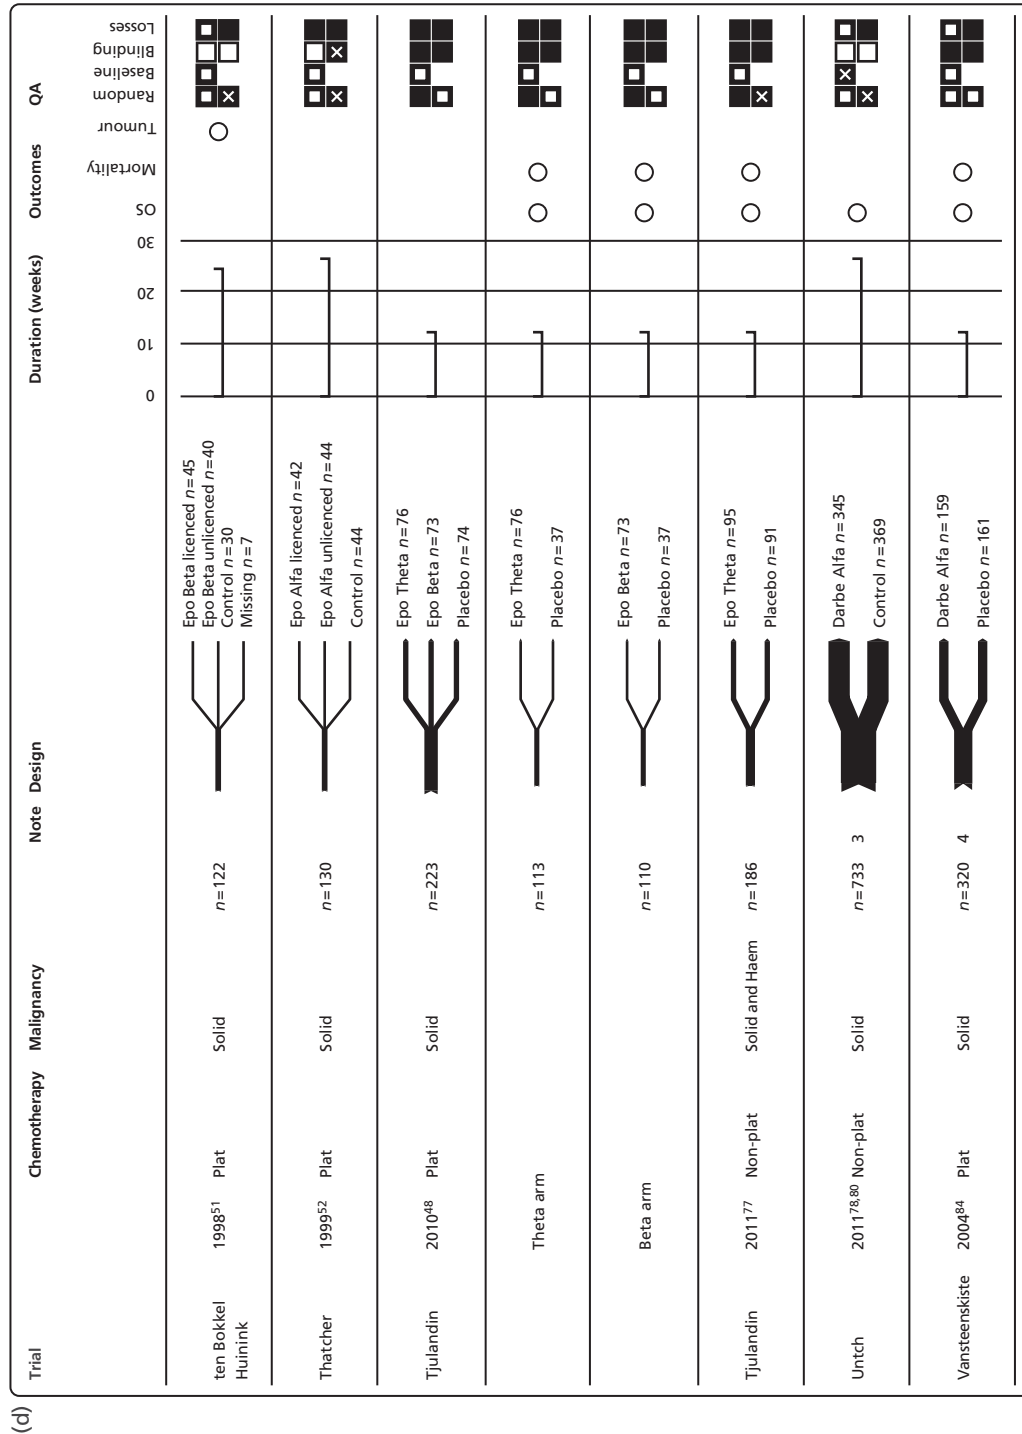 (d)
Trial Chemotherapy Malignancy Note Design Duration (weeks) Outcomes QA
0 10 20 30 OS Mortality Tumour Random Baseline Blinding Losses
ten Bokkel Huinink 1998⁵¹ Plat Solid n=122
Epo Beta licenced n=45
Epo Beta unlicenced n=40
Control n=30
Missing n=7
Thatcher 1999⁵² Plat Solid n=130
Epo Alfa licenced n=42
Epo Alfa unlicenced n=44
Control n=44
Tjulandin 2010⁴⁸ Plat Solid n=223
Epo Theta n=76
Epo Beta n=73
Placebo n=74
Theta arm n=113
Epo Theta n=76
Placebo n=37
Beta arm n=110
Epo Beta n=73
Placebo n=37
Tjulandin 2011⁷⁷ Non-plat Solid and Haem n=186
Epo Theta n=95
Placebo n=91
Untch 2011⁷⁸,⁸⁰ Non-plat Solid n=733 3
Darbe Alfa n=345
Control n=369
Vansteenskiste 2004⁸⁴ Plat Solid n=320 4
Darbe Alfa n=159
Placebo n=161